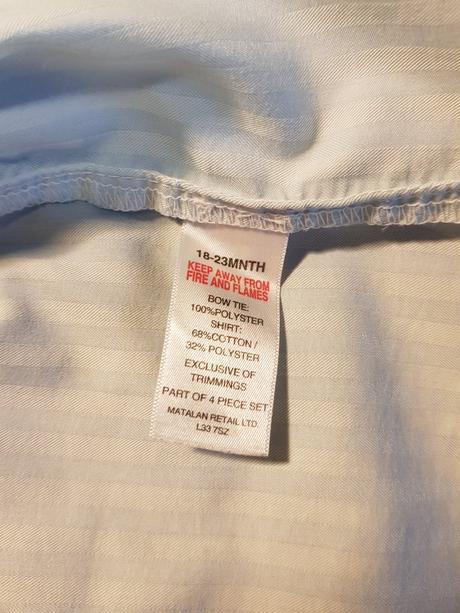 18-23MNTH
KEEP AWAY FROM
FIRE AND FLAMES
BOW TIE:
100%POLYSTER
SHIRT:
68%COTTON /
32% POLYSTER
EXCLUSIVE OF
TRIMMINGS
PART OF 4 PIECE SET
MATALAN RETAIL LTD.
L33 7SZ